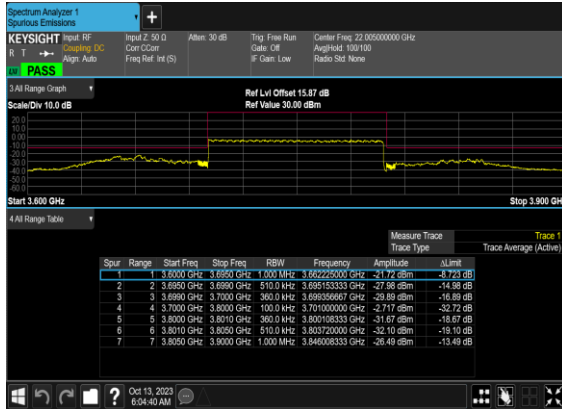 Spectrum Analyzer 1
Spurious Emissions
KEYSIGHT Input: RF Input Z: 50 Ω Atten: 30 dB Trig: Free Run Center Freq: 22.005000000 GHz
R T Coupling: DC Corr CCorr Gate: Off Avg|Hold: 100/100
Align: Auto Freq Ref: Int (S) IF Gain: Low Radio Std: None
PASS
3 All Range Graph
Ref Lvl Offset 15.87 dB
Scale/Div 10.0 dB Ref Value 30.00 dBm
20.0
10.0
0.00
-10.0
-20.0
-30.0
-40.0
-50.0
-60.0
Start 3.600 GHz Stop 3.900 GH
4 All Range Table
Measure Trace Trace 1
Trace Type Trace Average (Active)
Spur Range Start Freq Stop Freq RBW Frequency Amplitude ΔLimit
1 1 3.6000 GHz 3.6950 GHz 1.000 MHz 3.662225000 GHz -21.72 dBm -8.723 dB
2 2 3.6950 GHz 3.6990 GHz 510.0 kHz 3.695153333 GHz -27.98 dBm -14.98 dB
3 3 3.6990 GHz 3.7000 GHz 360.0 kHz 3.699356667 GHz -29.89 dBm -16.89 dB
4 4 3.7000 GHz 3.8000 GHz 100.0 kHz 3.701000000 GHz -2.717 dBm -32.72 dB
5 5 3.8000 GHz 3.8010 GHz 360.0 kHz 3.800108333 GHz -31.67 dBm -18.67 dB
6 6 3.8010 GHz 3.8050 GHz 510.0 kHz 3.803720000 GHz -32.10 dBm -19.10 dB
7 7 3.8050 GHz 3.9000 GHz 1.000 MHz 3.846008333 GHz -26.49 dBm -13.49 dB
Oct 13, 2023
6:04:40 AM